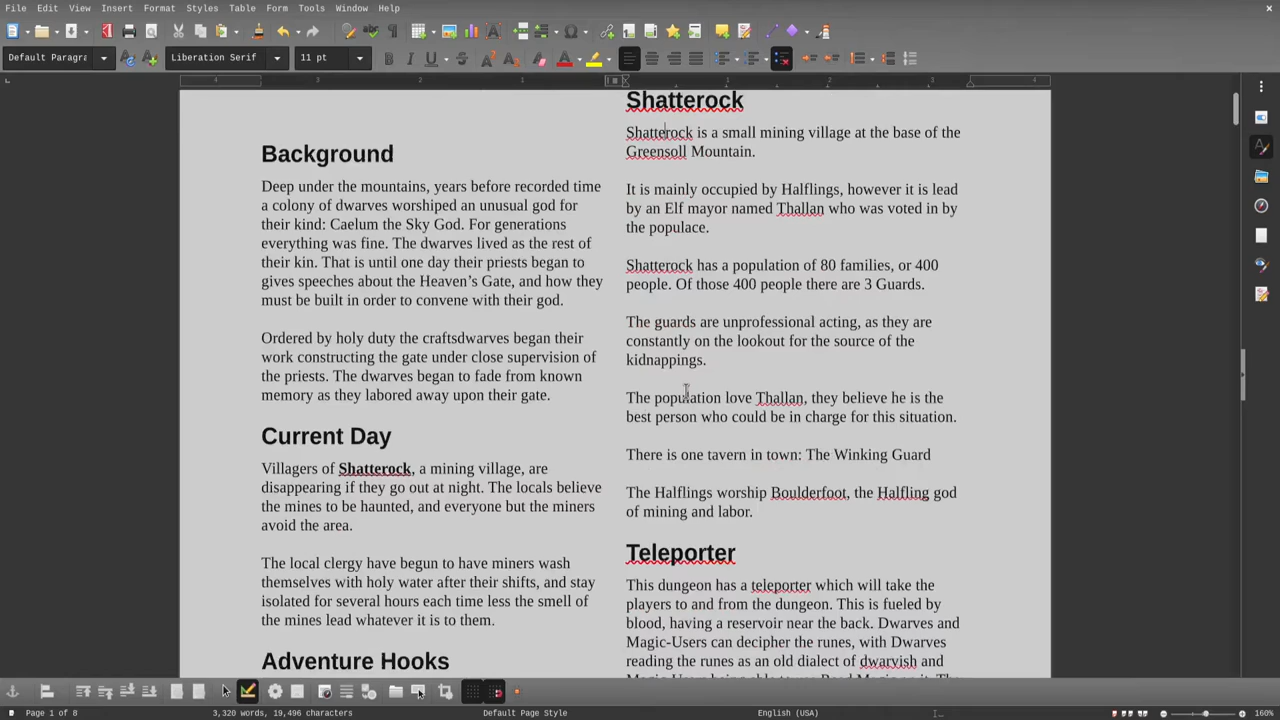 File Edit View Insert Format Styles Table Form Tools Window Help
Default Paragra Liberation Serif 11 pt
4 3 2 1 1 2 3 4
Background
Deep under the mountains, years before recorded time
a colony of dwarves worshiped an unusual god for
their kind: Caelum the Sky God. For generations
everything was fine. The dwarves lived as the rest of
their kin. That is until one day their priests began to
gives speeches about the Heaven's Gate, and how they
must be built in order to convene with their god.
Ordered by holy duty the craftsdwarves began their
work constructing the gate under close supervision of
the priests. The dwarves began to fade from known
memory as they labored away upon their gate.
Current Day
Villagers of Shatterock, a mining village, are
disappearing if they go out at night. The locals believe
the mines to be haunted, and everyone but the miners
avoid the area.
The local clergy have begun to have miners wash
themselves with holy water after their shifts, and stay
isolated for several hours each time less the smell of
the mines lead whatever it is to them.
Adventure Hooks
Shatterock
Shatterock is a small mining village at the base of the
Greensoll Mountain.
It is mainly occupied by Halflings, however it is lead
by an Elf mayor named Thallan who was voted in by
the populace.
Shatterock has a population of 80 families, or 400
people. Of those 400 people there are 3 Guards.
The guards are unprofessional acting, as they are
constantly on the lookout for the source of the
kidnappings.
The population love Thallan, they believe he is the
best person who could be in charge for this situation.
There is one tavern in town: The Winking Guard
The Halflings worship Boulderfoot, the Halfling god
of mining and labor.
Teleporter
This dungeon has a teleporter which will take the
players to and from the dungeon. This is fueled by
blood, having a reservoir near the back. Dwarves and
Magic-Users can decipher the runes, with Dwarves
reading the runes as an old dialect of dwarvish and
Page 1 of 8 3,320 words, 19,496 characters Default Page Style English (USA) 160%